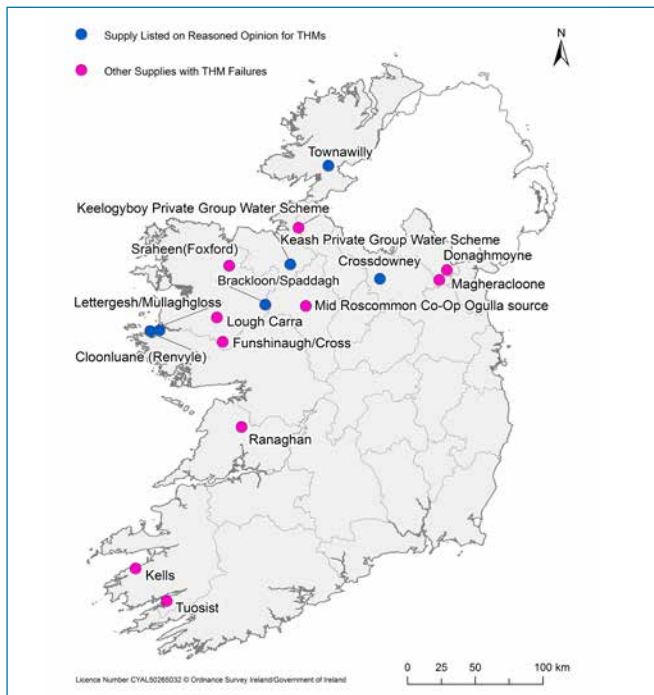 Supply Listed on Reasoned Opinion for THMs
N
Other Supplies with THM Failures
Townawilly
Keelogyboy Private Group Water Scheme
Keash Private Group Water Scheme
Sraheen(Foxford)
Donaghmoyne
Crossdowney
Brackloon/Spaddagh
Magheracloone
Lettergesh/Mullaghgloss
Mid Roscommon Co-Op Ogulla source
Lough Carra
Funshinaugh/Cross
Cloonluane (Renvyle)
Ranaghan
Kells
Tuosist
Licence Number CYAL50265032 © Ordnance Survey Ireland/Government of Ireland
0 25 50 100 km